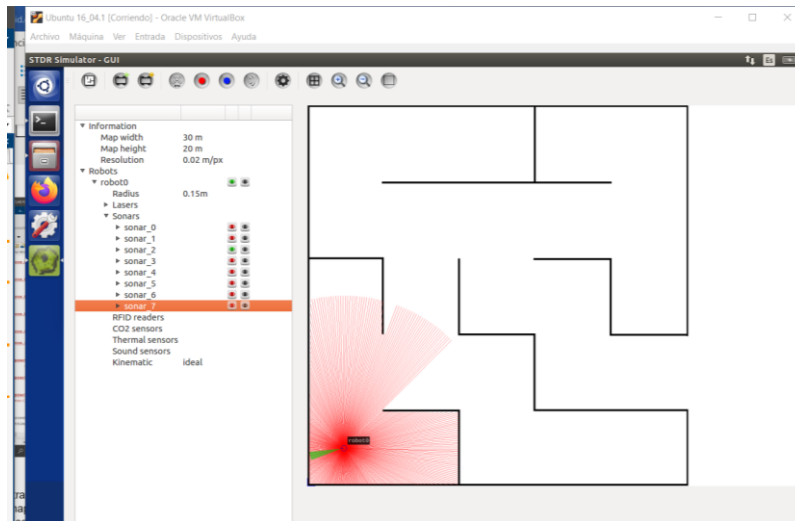 Ubuntu 16_04.1 [Corriendo] - Oracle VM VirtualBox
Archivo Máquina Ver Entrada Dispositivos Ayuda
STDR Simulator - GUI
Es
Information
Map width 30 m
Map height 20 m
Resolution 0.02 m/px
Robots
robot0
Radius 0.15m
Lasers
Sonars
sonar_0
sonar_1
sonar_2
sonar_3
sonar_4
sonar_5
sonar_6
sonar_7
RFID readers
CO2 sensors
Thermal sensors
Sound sensors
Kinematic ideal
robot0